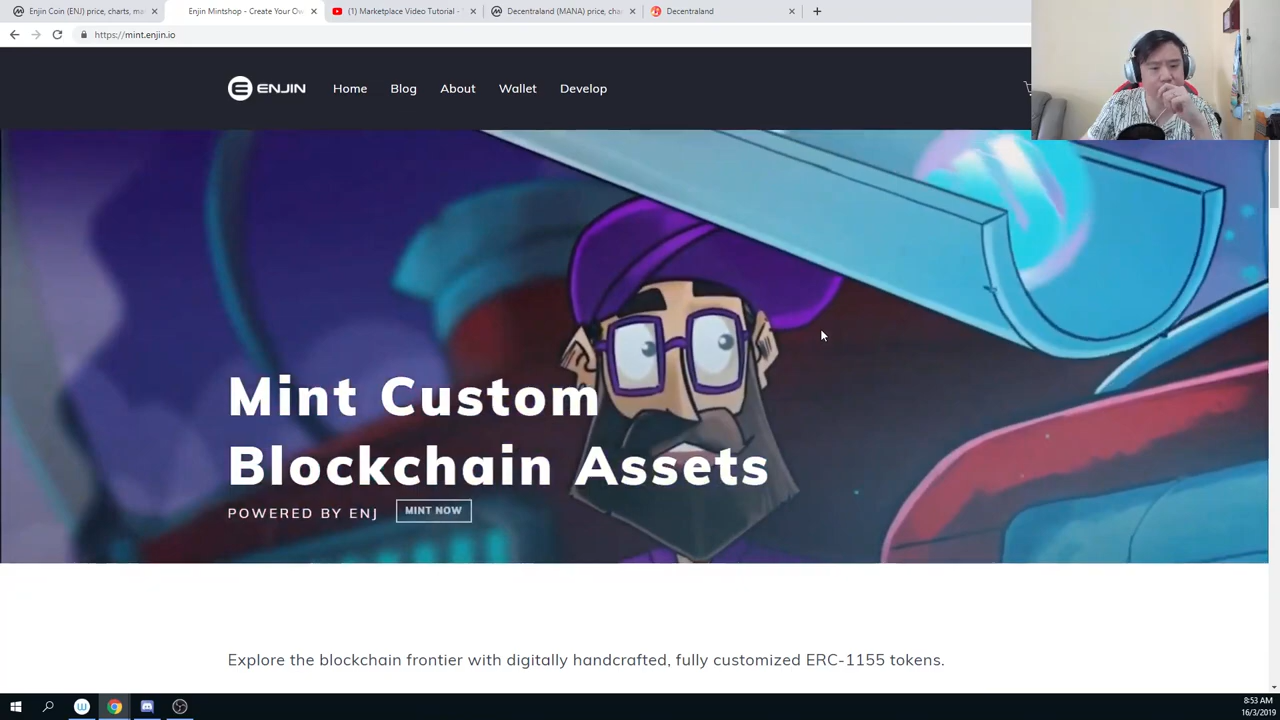 Enjin Coin (ENJ) price, charts, ma
Enjin Mintshop - Create Your Ow
(1) Marketplace Video Tutorial -
Decentraland (MANA) price, cha
Decentraland
https://mint.enjin.io
ENJIN
Home
Blog
About
Wallet
Develop
Mint Custom
Blockchain Assets
POWERED BY ENJ
MINT NOW
Explore the blockchain frontier with digitally handcrafted, fully customized ERC-1155 tokens.
8:53 AM
16/3/2019